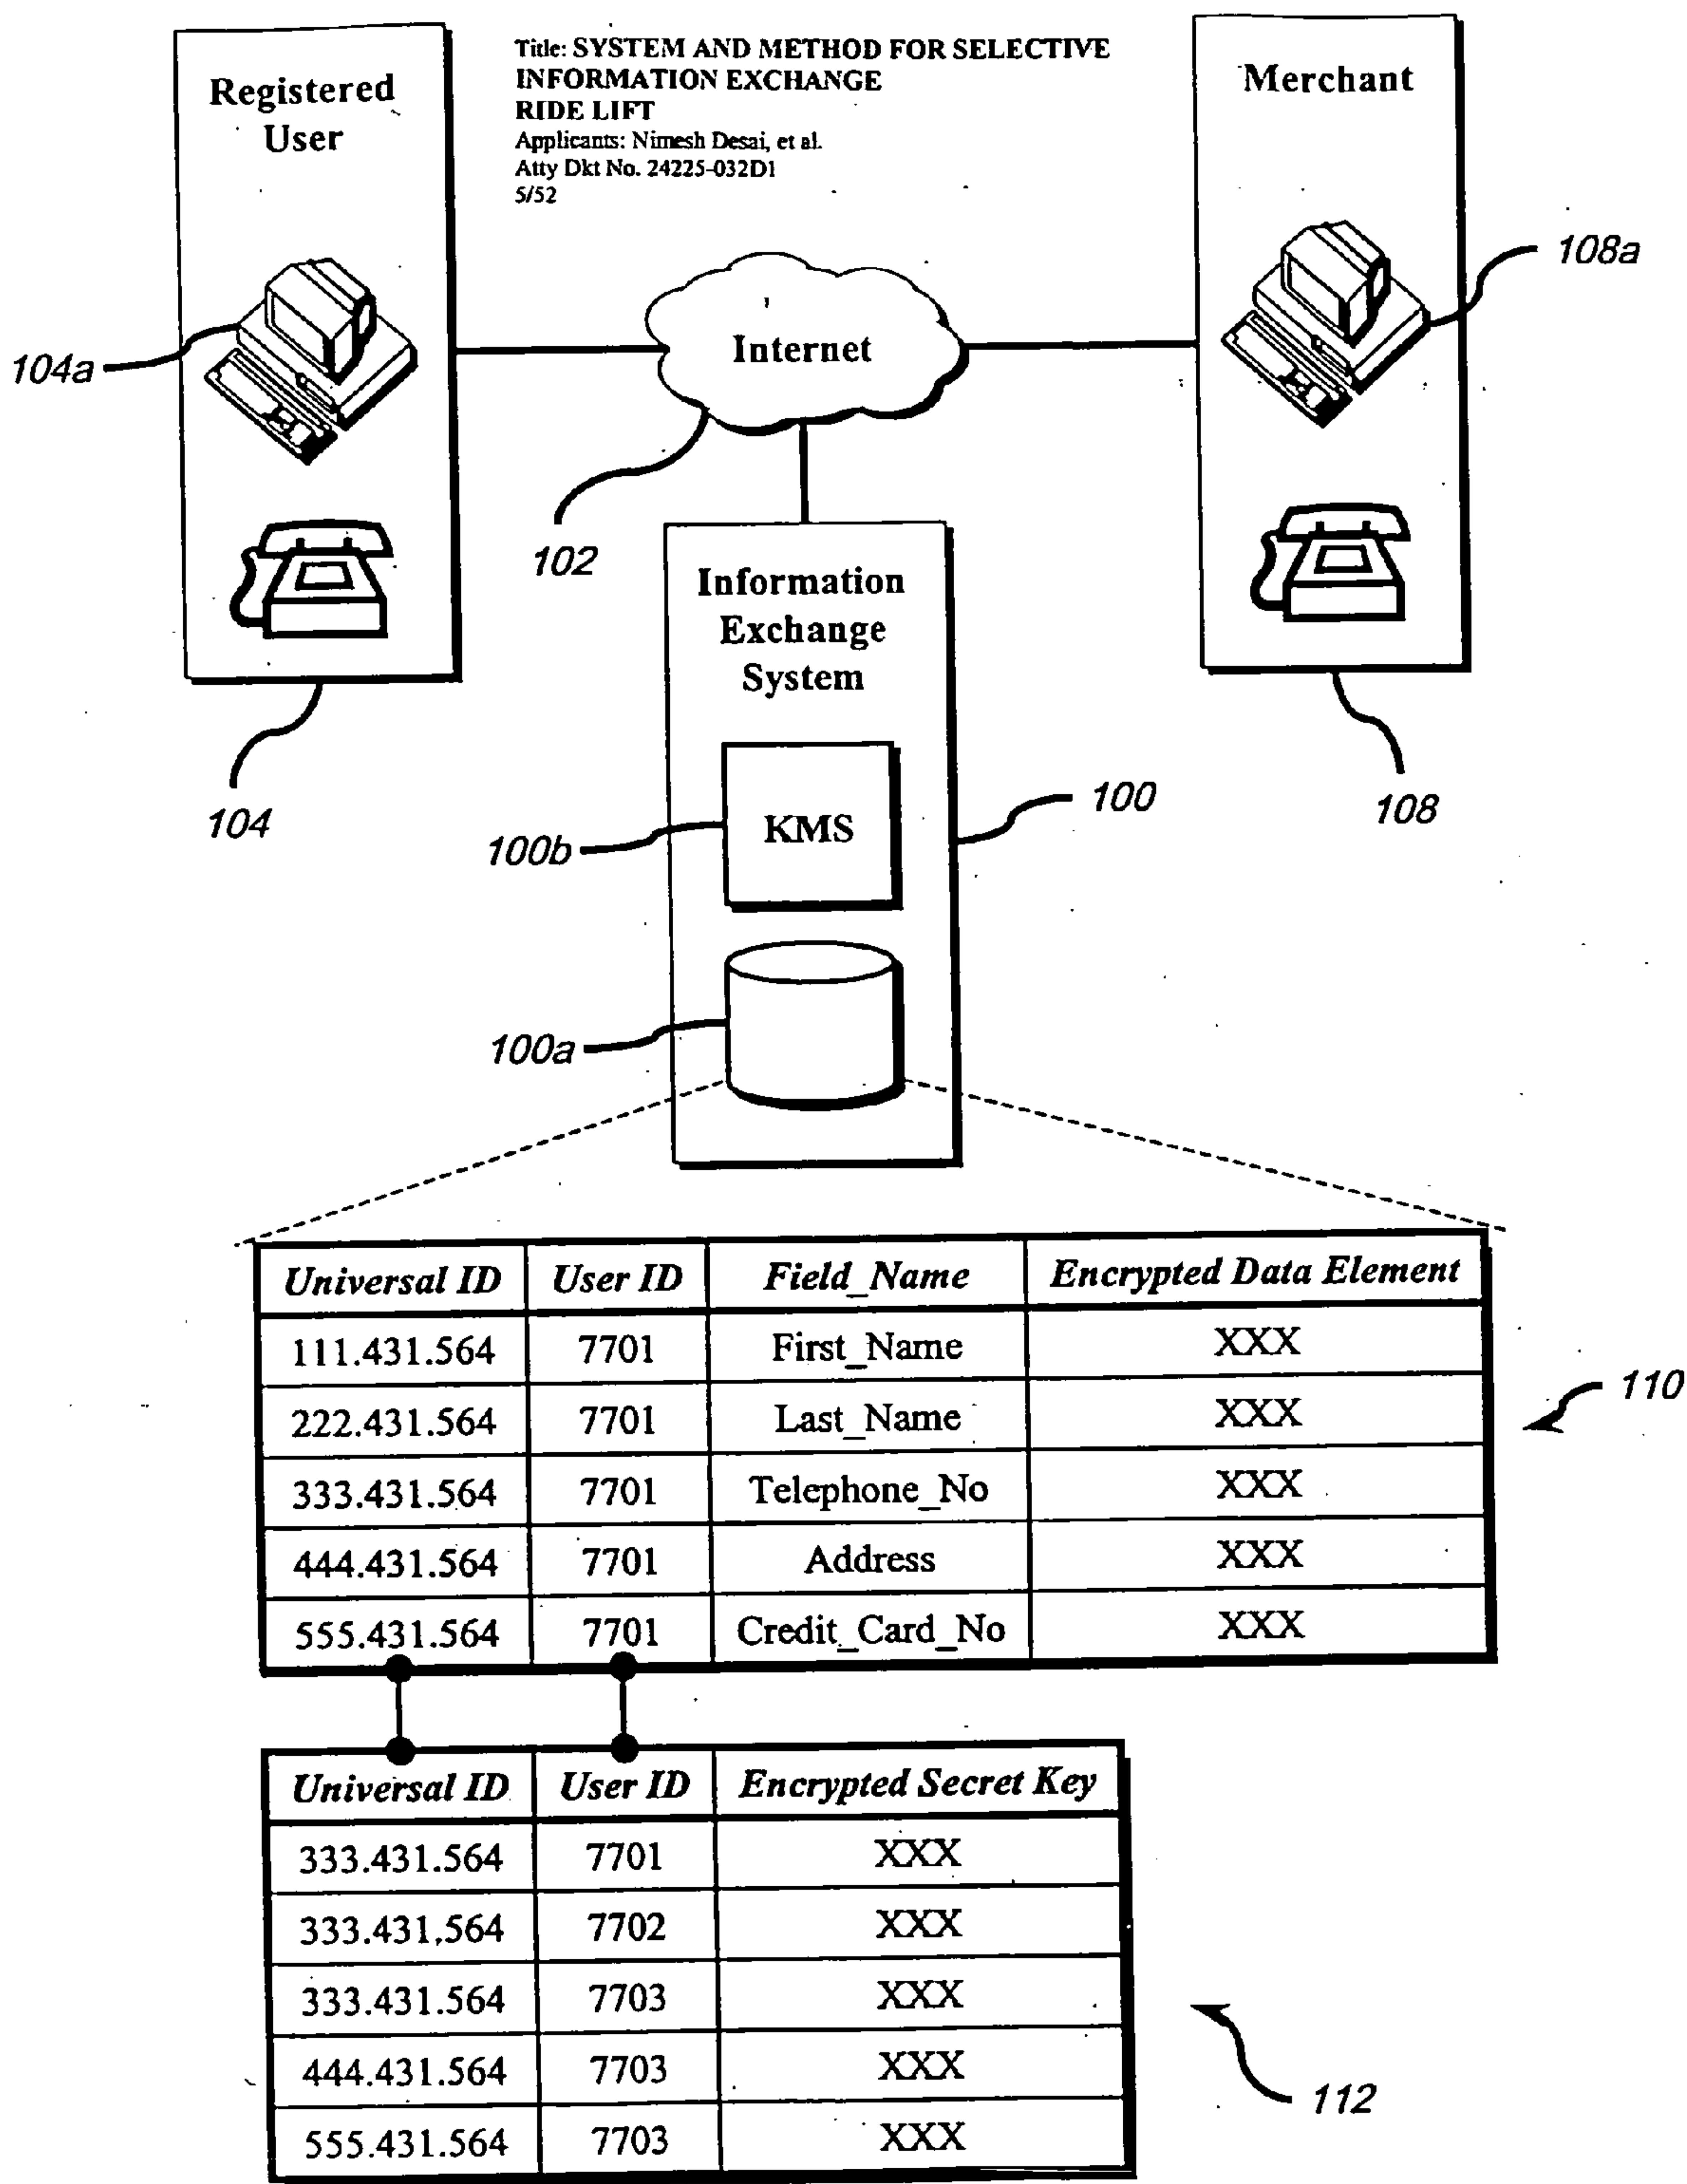 Title: SYSTEM AND METHOD FOR SELECTIVE
INFORMATION EXCHANGE
RIDE LIFT
Applicants: Nimesh Desai, et al.
Atty Dkt No. 24225-032D1
5/52
Registered
User
Merchant
104a
108a
Internet
102
104
108
Information
Exchange
System
KMS
100b
100
100a
Universal ID User ID Field_Name Encrypted Data Element
111.431.564 7701 First_Name XXX
222.431.564 7701 Last_Name XXX
333.431.564 7701 Telephone_No XXX
444.431.564 7701 Address XXX
555.431.564 7701 Credit_Card_No XXX
110
Universal ID User ID Encrypted Secret Key
333.431.564 7701 XXX
333.431,564 7702 XXX
333.431.564 7703 XXX
444.431.564 7703 XXX
555.431.564 7703 XXX
112